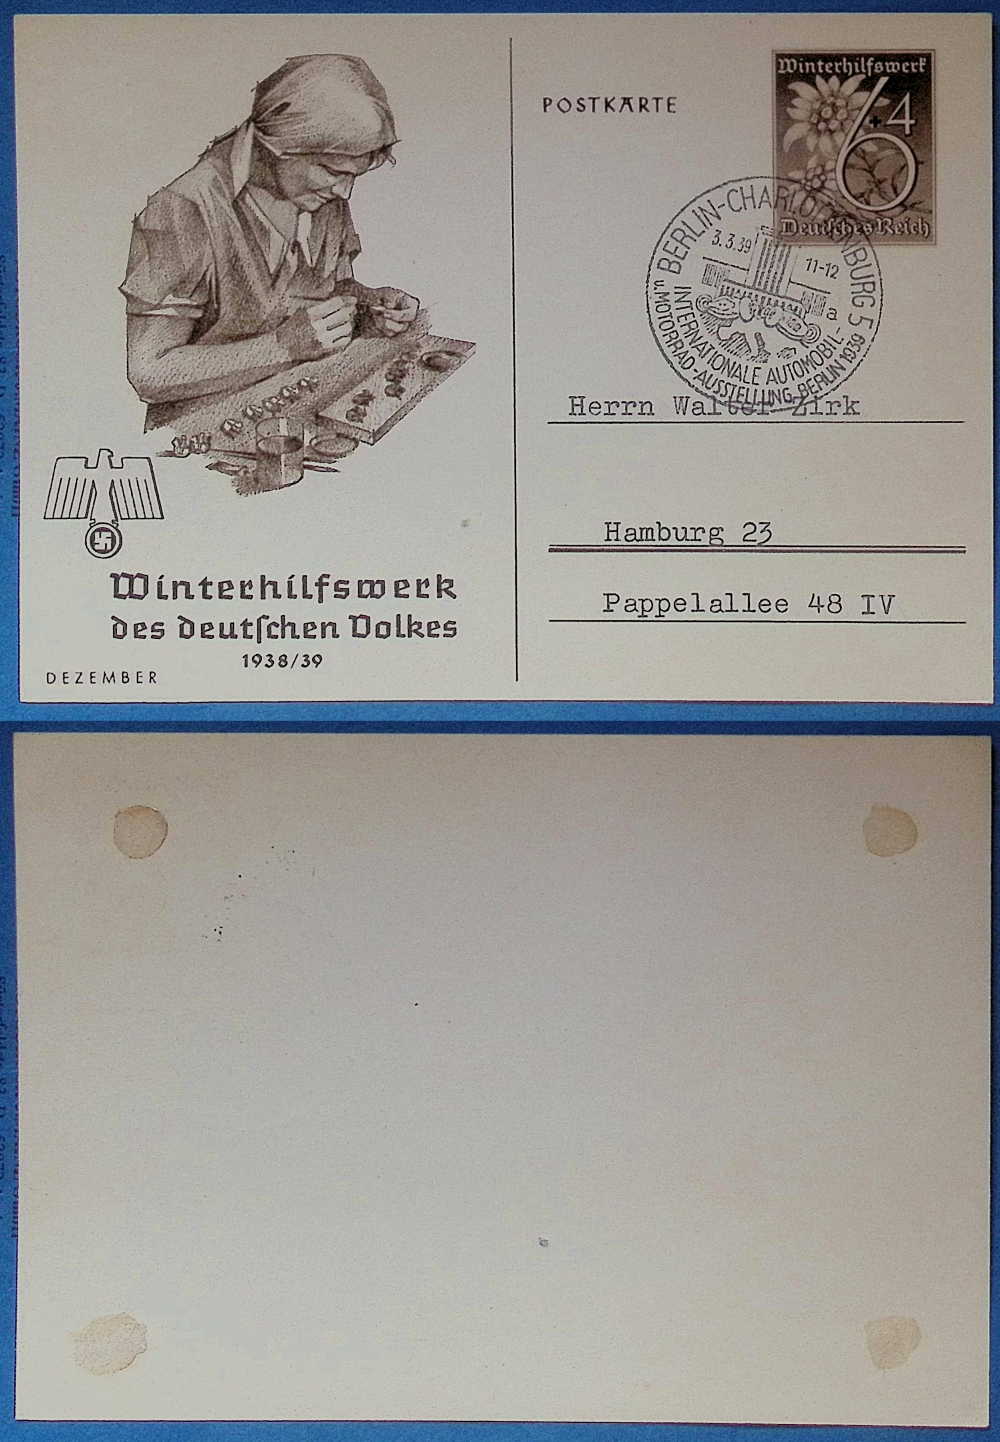 POSTKARTE
Winterhilfswerk
6+4
Deutsches Reich
BERLIN-CHARLOTTENBURG 5
3.3.39
11-12
a
INTERNATIONALE AUTOMOBIL-
u. MOTORRAD-AUSSTELLUNG BERLIN 1939
Herrn Walter Zirk
Hamburg 23
Pappelallee 48 IV
Winterhilfswerk
des deutſchen Volkes
1938/39
DEZEMBER